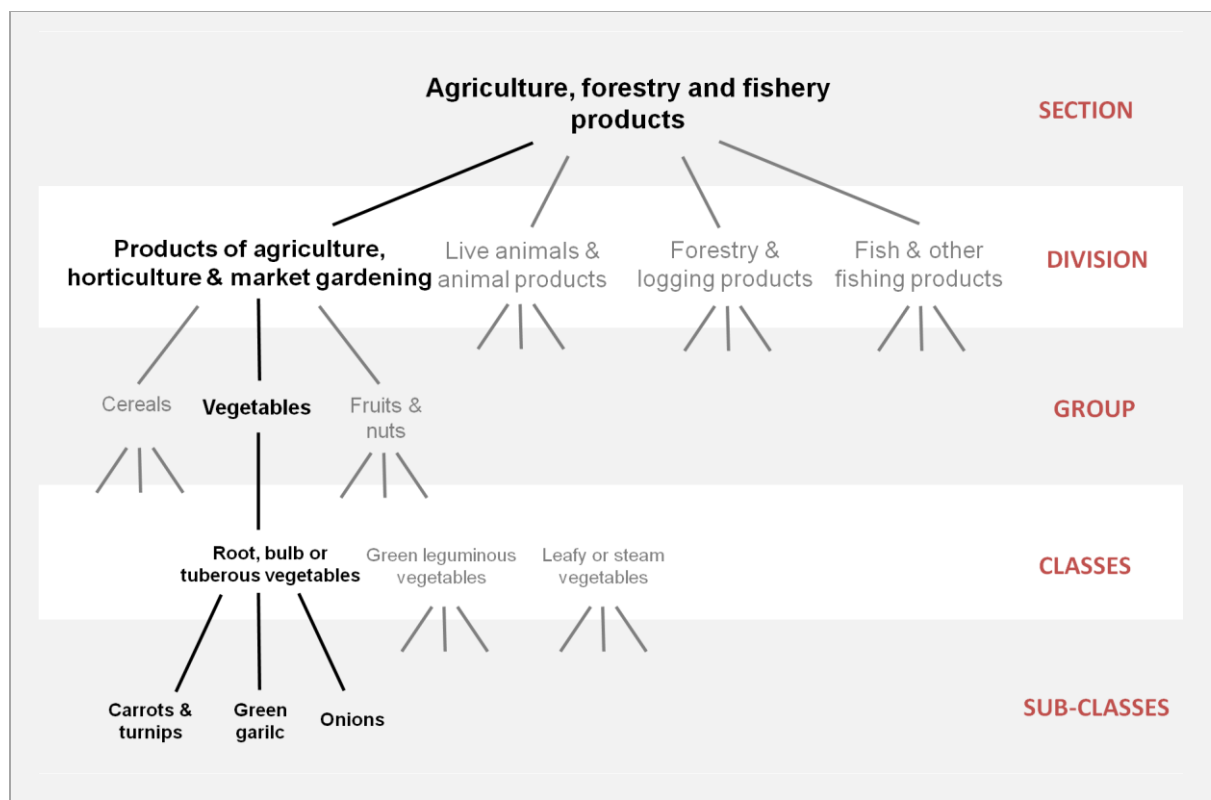 Agriculture, forestry and fishery
products
SECTION
Products of agriculture,
horticulture & market gardening
Live animals &
animal products
Forestry &
logging products
Fish & other
fishing products
DIVISION
Cereals
Vegetables
Fruits &
nuts
GROUP
Root, bulb or
tuberous vegetables
Green leguminous
vegetables
Leafy or steam
vegetables
CLASSES
Carrots &
turnips
Green
garilc
Onions
SUB-CLASSES